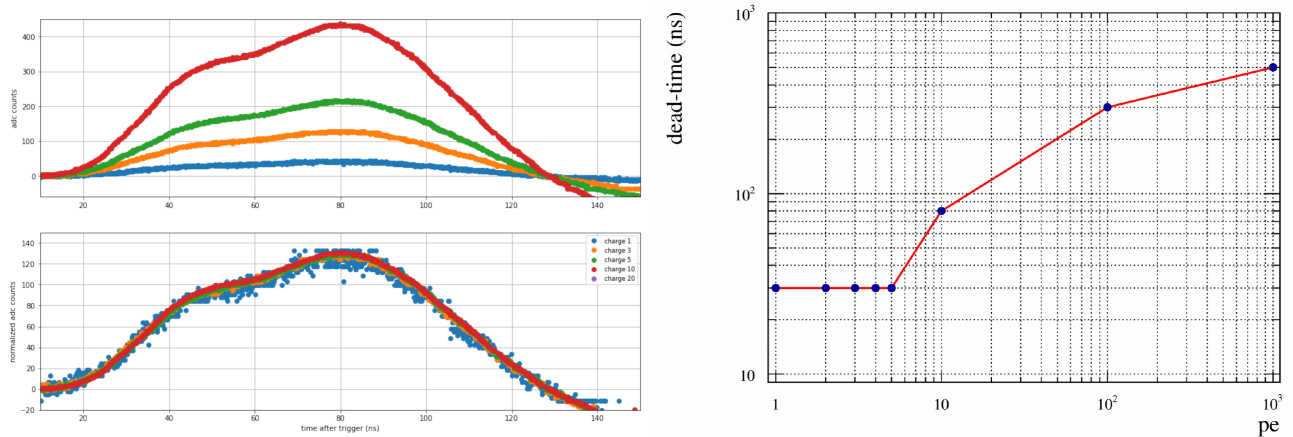 400
300
200
100
0
adc counts
20 40 60 80 100 120 140
140
120
100
80
60
40
20
0
−20
normalized adc counts
charge 1
charge 3
charge 5
charge 10
charge 20
20 40 60 80 100 120 140
time after trigger (ns)
dead-time (ns)
10³
10²
10
1 10 10² 10³
pe